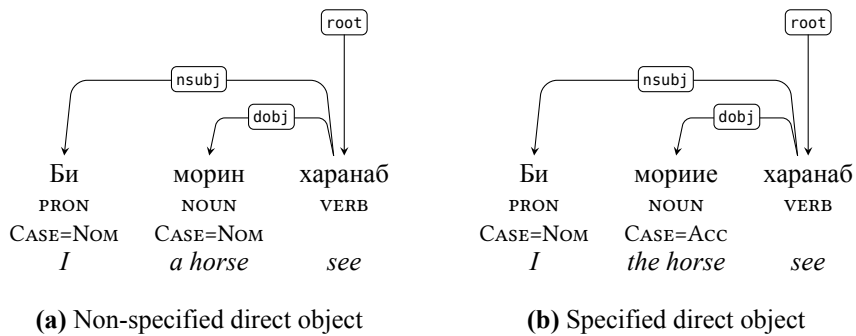 root root
nsubj nsubj
dobj dobj
Би морин харанаб Би мориие харанаб
PRON NOUN VERB PRON NOUN VERB
CASE=NOM CASE=NOM CASE=NOM CASE=ACC
I a horse see I the horse see
(a) Non-specified direct object (b) Specified direct object